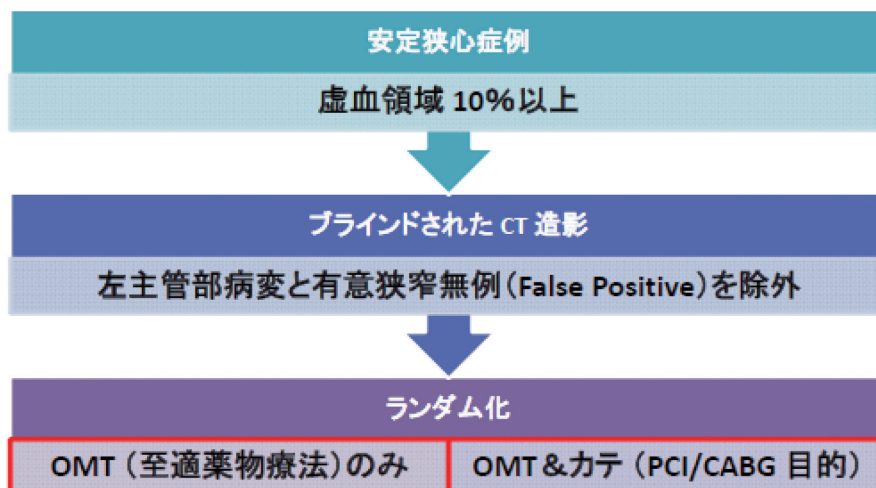 安定狭心症例
虚血領域 10%以上
ブラインドされた CT 造影
左主管部病変と有意狭窄無例(False Positive)を除外
ランダム化
OMT(至適薬物療法)のみ
OMT&カテ(PCI/CABG 目的)